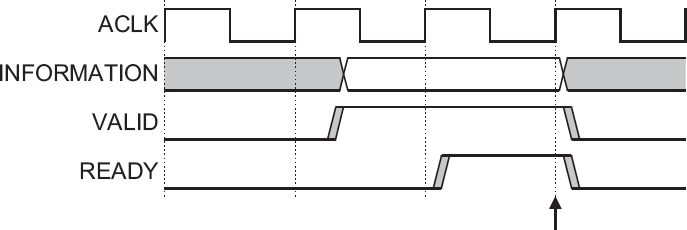 ACLK
INFORMATION
VALID
READY